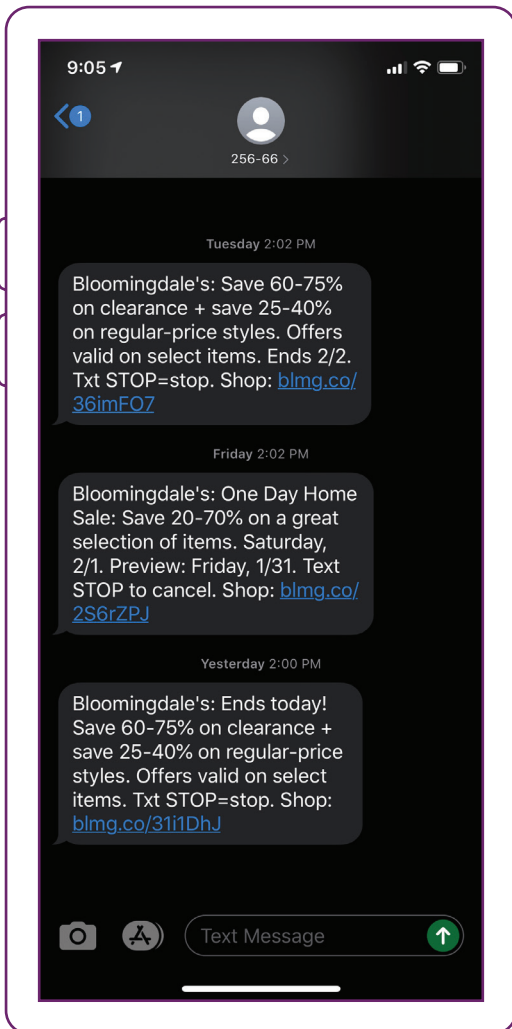 9:05
1
256-66 >
Tuesday 2:02 PM
Bloomingdale's: Save 60-75%
on clearance + save 25-40%
on regular-price styles. Offers
valid on select items. Ends 2/2.
Txt STOP=stop. Shop: blmg.co/
36imFO7
Friday 2:02 PM
Bloomingdale's: One Day Home
Sale: Save 20-70% on a great
selection of items. Saturday,
2/1. Preview: Friday, 1/31. Text
STOP to cancel. Shop: blmg.co/
2S6rZPJ
Yesterday 2:00 PM
Bloomingdale's: Ends today!
Save 60-75% on clearance +
save 25-40% on regular-price
styles. Offers valid on select
items. Txt STOP=stop. Shop:
blmg.co/31i1DhJ
Text Message